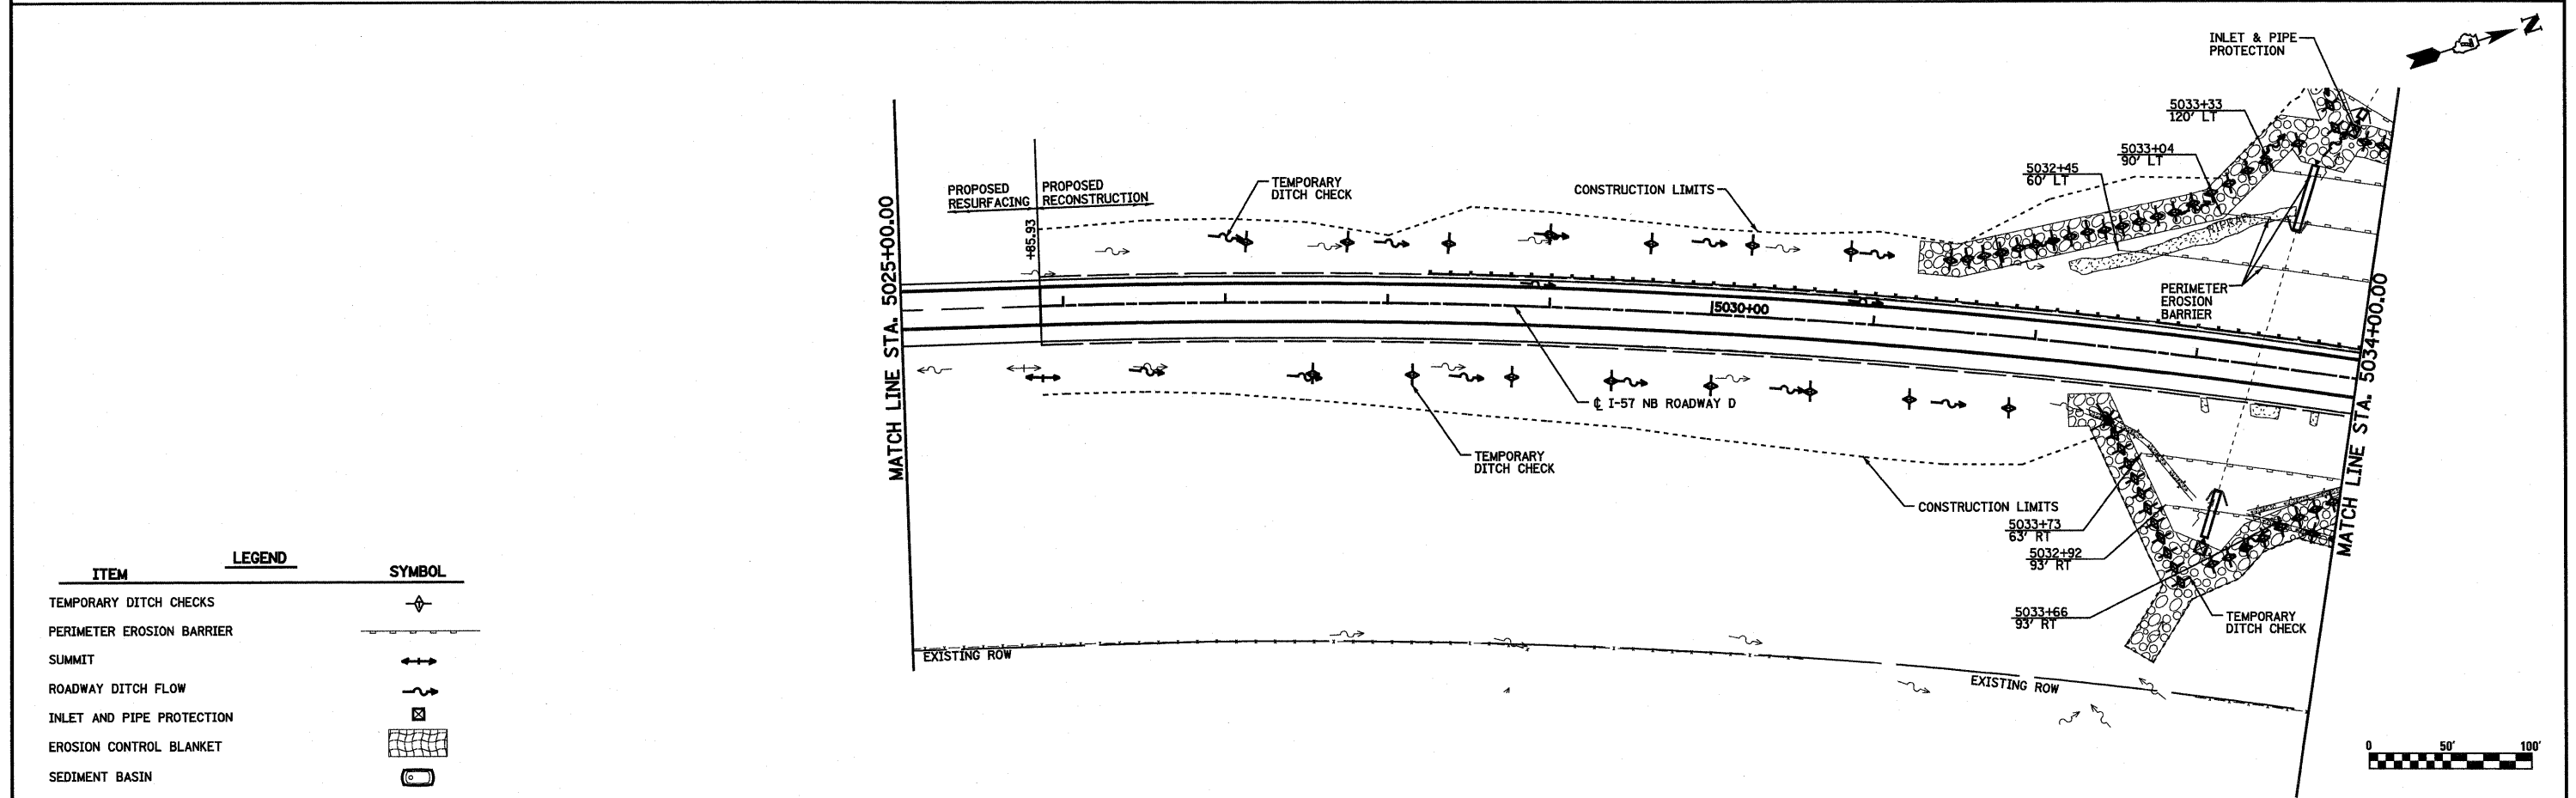 INLET & PIPE
PROTECTION
N
5033+33
120' LT
5033+04
90' LT
5032+45
60' LT
PROPOSED
RESURFACING
PROPOSED
RECONSTRUCTION
TEMPORARY
DITCH CHECK
CONSTRUCTION LIMITS
+85.93
MATCH LINE STA. 5025+00.00
RIPRAP
PERIMETER
EROSION
BARRIER
5030+00
MATCH LINE STA. 5034+00.00
℄ I-57 NB ROADWAY D
TEMPORARY
DITCH CHECK
CONSTRUCTION LIMITS
5033+73
63' RT
5032+92
93' RT
5033+66
93' RT
TEMPORARY
DITCH CHECK
EXISTING ROW
EXISTING ROW
LEGEND
ITEM SYMBOL
TEMPORARY DITCH CHECKS
PERIMETER EROSION BARRIER
SUMMIT
ROADWAY DITCH FLOW
INLET AND PIPE PROTECTION
EROSION CONTROL BLANKET
SEDIMENT BASIN
0 50' 100'